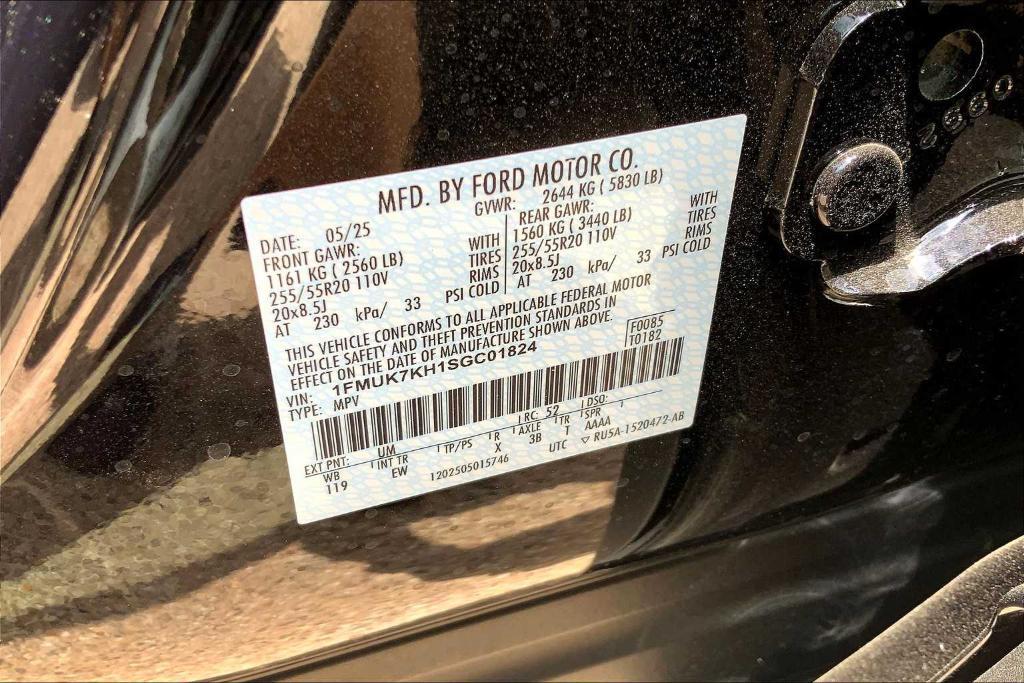 MFD. BY FORD MOTOR CO.
GVWR: 2644 KG ( 5830 LB)
DATE: 05/25
FRONT GAWR: WITH
1161 KG ( 2560 LB) TIRES
255/55R20 110V RIMS
20x8.5J
AT 230 kPa/ 33 PSI COLD
REAR GAWR: WITH
1560 KG ( 3440 LB) TIRES
255/55R20 110V RIMS
20x8.5J
AT 230 kPa/ 33 PSI COLD
THIS VEHICLE CONFORMS TO ALL APPLICABLE FEDERAL MOTOR
VEHICLE SAFETY AND THEFT PREVENTION STANDARDS IN
EFFECT ON THE DATE OF MANUFACTURE SHOWN ABOVE.
VIN: 1FMUK7KH1SGC01824
TYPE: MPV
F0085
T0182
EXT PNT: UM RC: 52 DSO:
WB INT TR TP/PS R AXLE TR SPR
119 EW X 3B T AAAA
1202505015746 UTC ▽ RU5A-1520472-AB